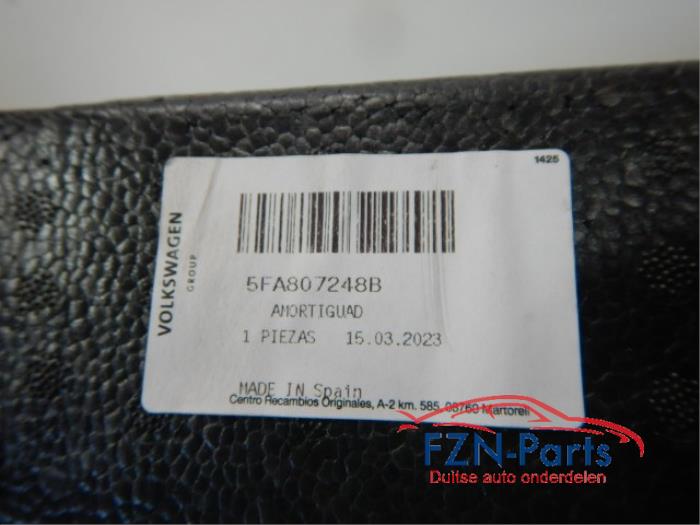 1425
VOLKSWAGEN
GROUP
5FA807248B
AMORTIGUAD
1 PIEZAS 15.03.2023
MADE IN Spain
Centro Recambios Originales, A-2 km. 585, 08760 Martorell
FZN-Parts
Duitse auto onderdelen